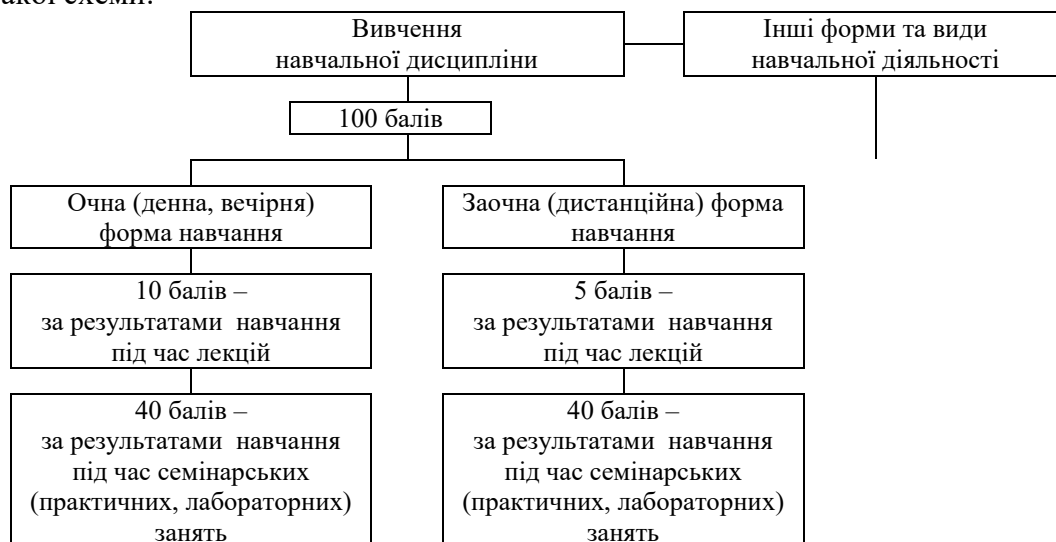 акої схеми:
Вивчення
навчальної дисципліни
Інші форми та види
навчальної діяльності
100 балів
Очна (денна, вечірня)
форма навчання
Заочна (дистанційна) форма
навчання
10 балів –
за результатами навчання
під час лекцій
5 балів –
за результатами навчання
під час лекцій
40 балів –
за результатами навчання
під час семінарських
(практичних, лабораторних)
занять
40 балів –
за результатами навчання
під час семінарських
(практичних, лабораторних)
занять